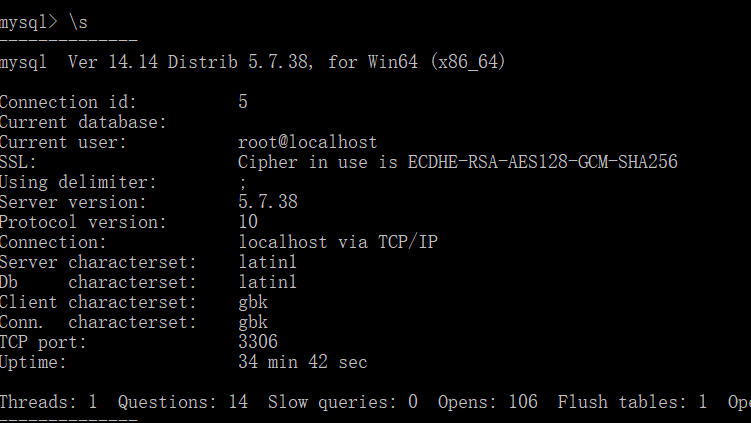 mysql> \s
--------------
mysql  Ver 14.14 Distrib 5.7.38, for Win64 (x86_64)
Connection id:          5
Current database:
Current user:           root@localhost
SSL:                    Cipher in use is ECDHE-RSA-AES128-GCM-SHA256
Using delimiter:        ;
Server version:         5.7.38
Protocol version:       10
Connection:             localhost via TCP/IP
Server characterset:    latin1
Db     characterset:    latin1
Client characterset:    gbk
Conn.  characterset:    gbk
TCP port:               3306
Uptime:                 34 min 42 sec
Threads: 1  Questions: 14  Slow queries: 0  Opens: 106  Flush tables: 1  Ope
--------------